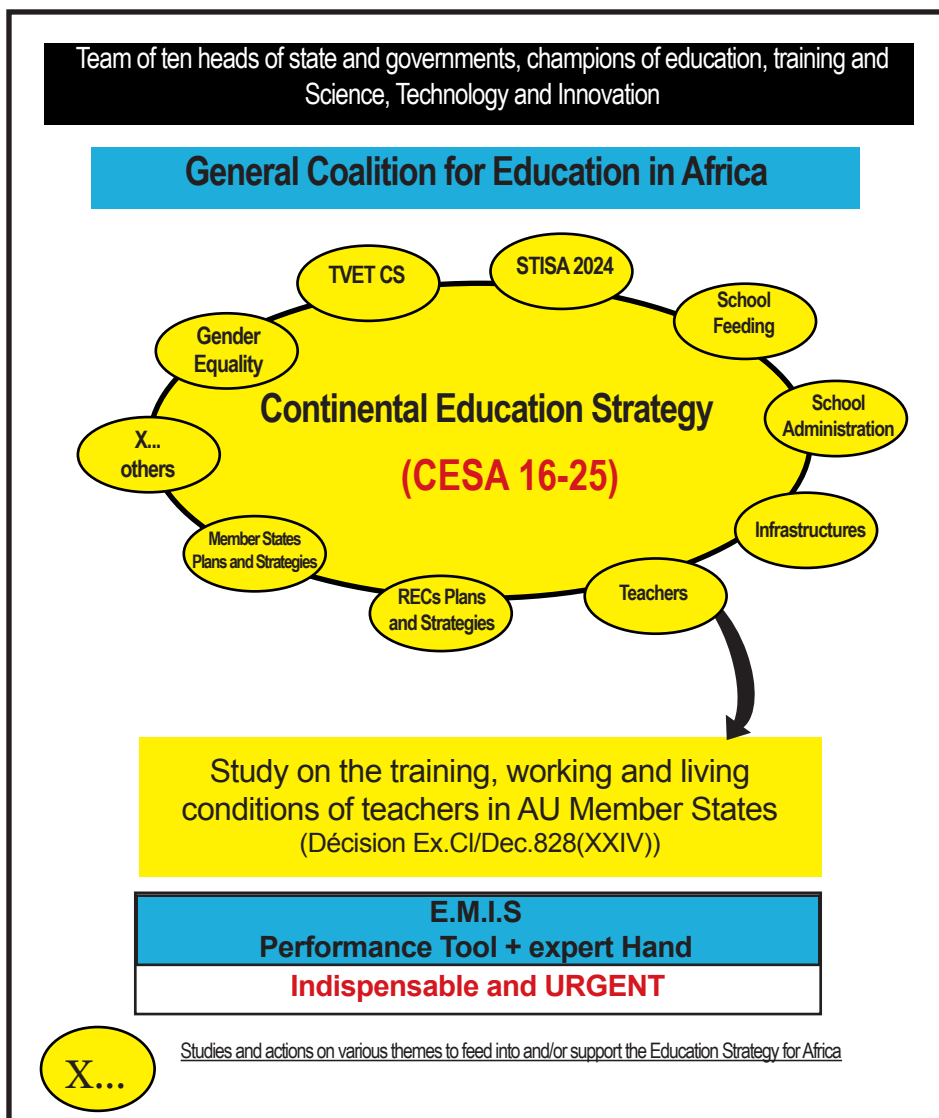 Team of ten heads of state and governments, champions of education, training and
Science, Technology and Innovation
General Coalition for Education in Africa
TVET CS
STISA 2024
School
Feeding
Gender
Equality
School
Administration
Continental Education Strategy
(CESA 16-25)
X...
others
Infrastructures
Member States
Plans and Strategies
Teachers
RECs Plans
and Strategies
Study on the training, working and living
conditions of teachers in AU Member States
(Décision Ex.Cl/Dec.828(XXIV))
E.M.I.S
Performance Tool + expert Hand
Indispensable and URGENT
X...
Studies and actions on various themes to feed into and/or support the Education Strategy for Africa